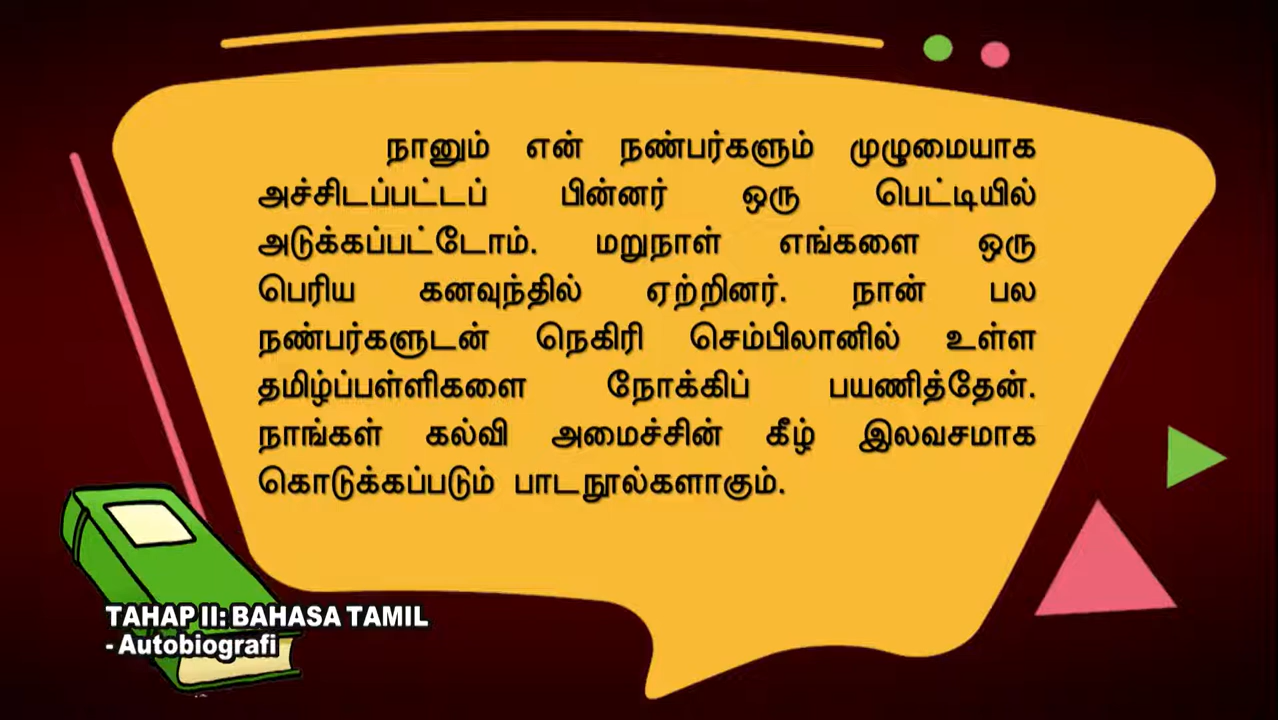 நானும் என் நண்பர்களும் முழுமையாக
அச்சிடப்பட்டப் பின்னர் ஒரு பெட்டியில்
அடுக்கப்பட்டோம். மறுநாள் எங்களை ஒரு
பெரிய கனவுந்தில் ஏற்றினர். நான் பல
நண்பர்களுடன் நெகிரி செம்பிலானில் உள்ள
தமிழ்ப்பள்ளிகளை நோக்கிப் பயணித்தேன்.
நாங்கள் கல்வி அமைச்சின் கீழ் இலவசமாக
கொடுக்கப்படும் பாடநூல்களாகும்.
TAHAP II: BAHASA TAMIL
- Autobiografi